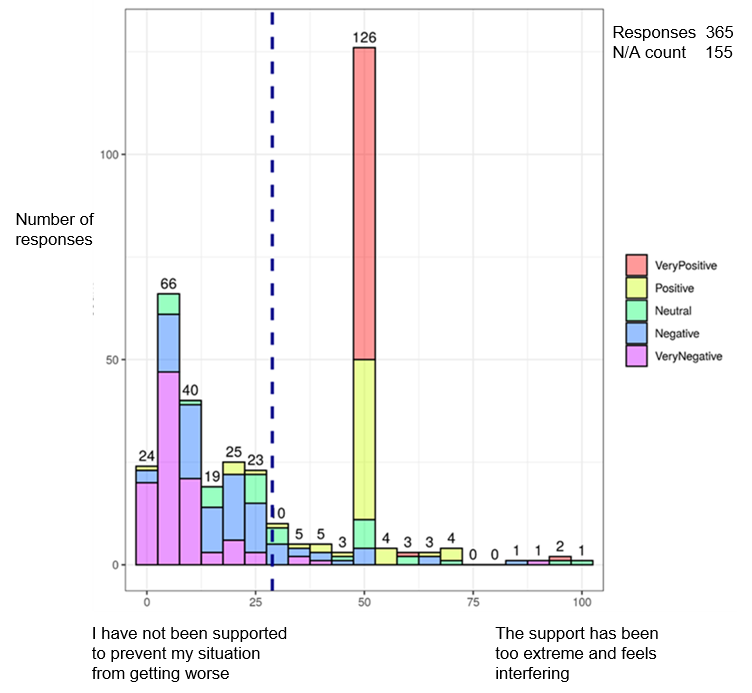 Responses 365
N/A count 155
126
100
Number of
responses
66
50
40
24
19
25
23
10
5
5
3
4
3
3
4
0
0
1
1
2
1
0
VeryPositive
Positive
Neutral
Negative
VeryNegative
0
25
50
75
100
I have not been supported
to prevent my situation
from getting worse
The support has been
too extreme and feels
interfering